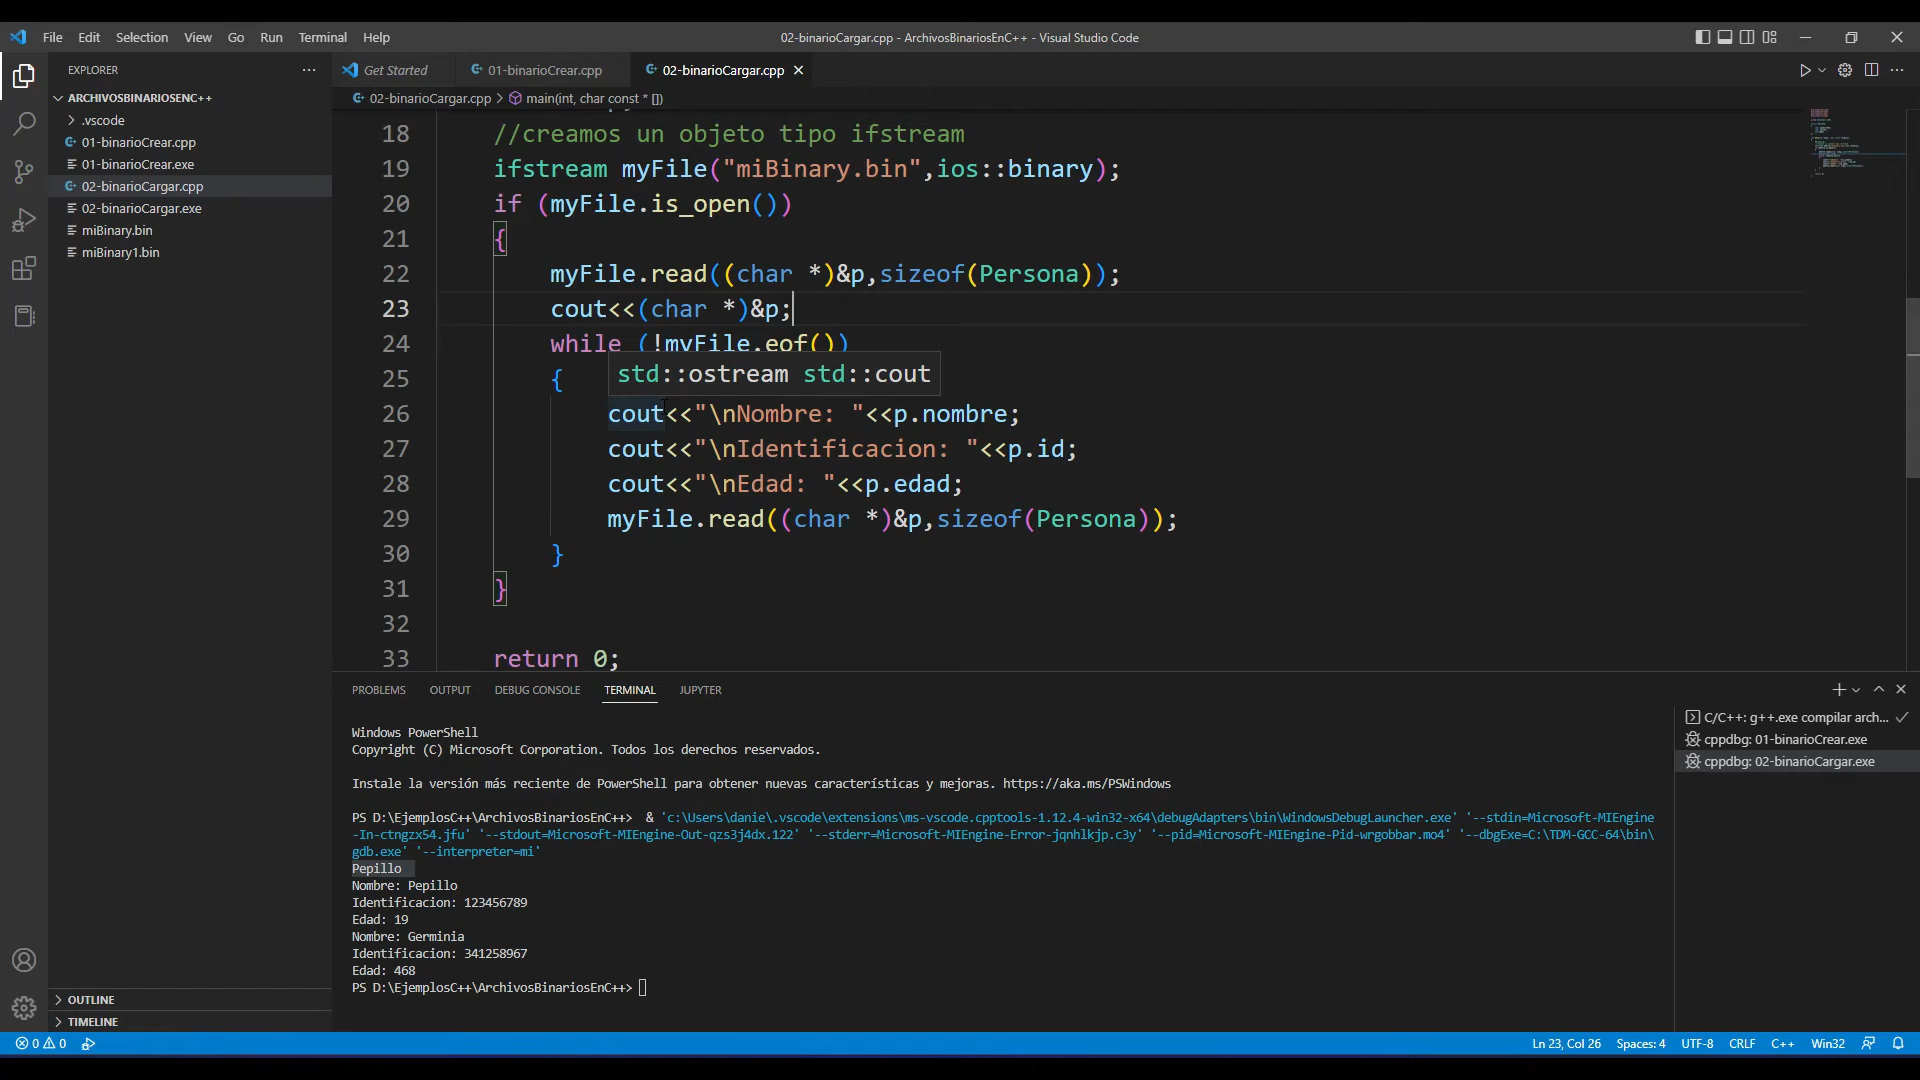 File Edit Selection View Go Run Terminal Help
02-binarioCargar.cpp - ArchivosBinariosEnC++ - Visual Studio Code
EXPLORER
Get Started
01-binarioCrear.cpp
02-binarioCargar.cpp
02-binarioCargar.cpp > main(int, char const * [])
ARCHIVOSBINARIOSENC++
.vscode
01-binarioCrear.cpp
01-binarioCrear.exe
02-binarioCargar.cpp
02-binarioCargar.exe
miBinary.bin
miBinary1.bin
OUTLINE
TIMELINE
18 //creamos un objeto tipo ifstream
19 ifstream myFile("miBinary.bin",ios::binary);
20 if (myFile.is_open())
21 {
22 myFile.read((char *)&p,sizeof(Persona));
23 cout<<(char *)&p;
24 while (!myFile.eof())
std::ostream std::cout
25 {
26 cout<<"\nNombre: "<<p.nombre;
27 cout<<"\nIdentificacion: "<<p.id;
28 cout<<"\nEdad: "<<p.edad;
29 myFile.read((char *)&p,sizeof(Persona));
30 }
31 }
32
33 return 0;
PROBLEMS OUTPUT DEBUG CONSOLE TERMINAL JUPYTER
Windows PowerShell
Copyright (C) Microsoft Corporation. Todos los derechos reservados.
Instale la versión más reciente de PowerShell para obtener nuevas características y mejoras. https://aka.ms/PSWindows
PS D:\EjemplosC++\ArchivosBinariosEnC++> & 'c:\Users\danie\.vscode\extensions\ms-vscode.cpptools-1.12.4-win32-x64\debugAdapters\bin\WindowsDebugLauncher.exe' '--stdin=Microsoft-MIEngine
-In-ctngzx54.jfu' '--stdout=Microsoft-MIEngine-Out-qzs3j4dx.122' '--stderr=Microsoft-MIEngine-Error-jqnhlkjp.c3y' '--pid=Microsoft-MIEngine-Pid-wrgobbar.mo4' '--dbgExe=C:\TDM-GCC-64\bin\
gdb.exe' '--interpreter=mi'
Pepillo
Nombre: Pepillo
Identificacion: 123456789
Edad: 19
Nombre: Germinia
Identificacion: 341258967
Edad: 468
PS D:\EjemplosC++\ArchivosBinariosEnC++>
C/C++: g++.exe compilar arch...
cppdbg: 01-binarioCrear.exe
cppdbg: 02-binarioCargar.exe
0 0
Ln 23, Col 26 Spaces: 4 UTF-8 CRLF C++ Win32